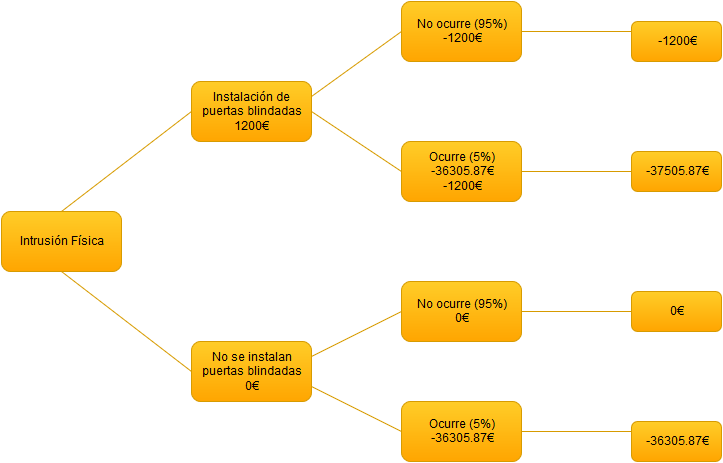 Intrusión Física
Instalación de
puertas blindadas
1200€
No ocurre (95%)
-1200€
-1200€
Ocurre (5%)
-36305.87€
-1200€
-37505.87€
No se instalan
puertas blindadas
0€
No ocurre (95%)
0€
0€
Ocurre (5%)
-36305.87€
-36305.87€